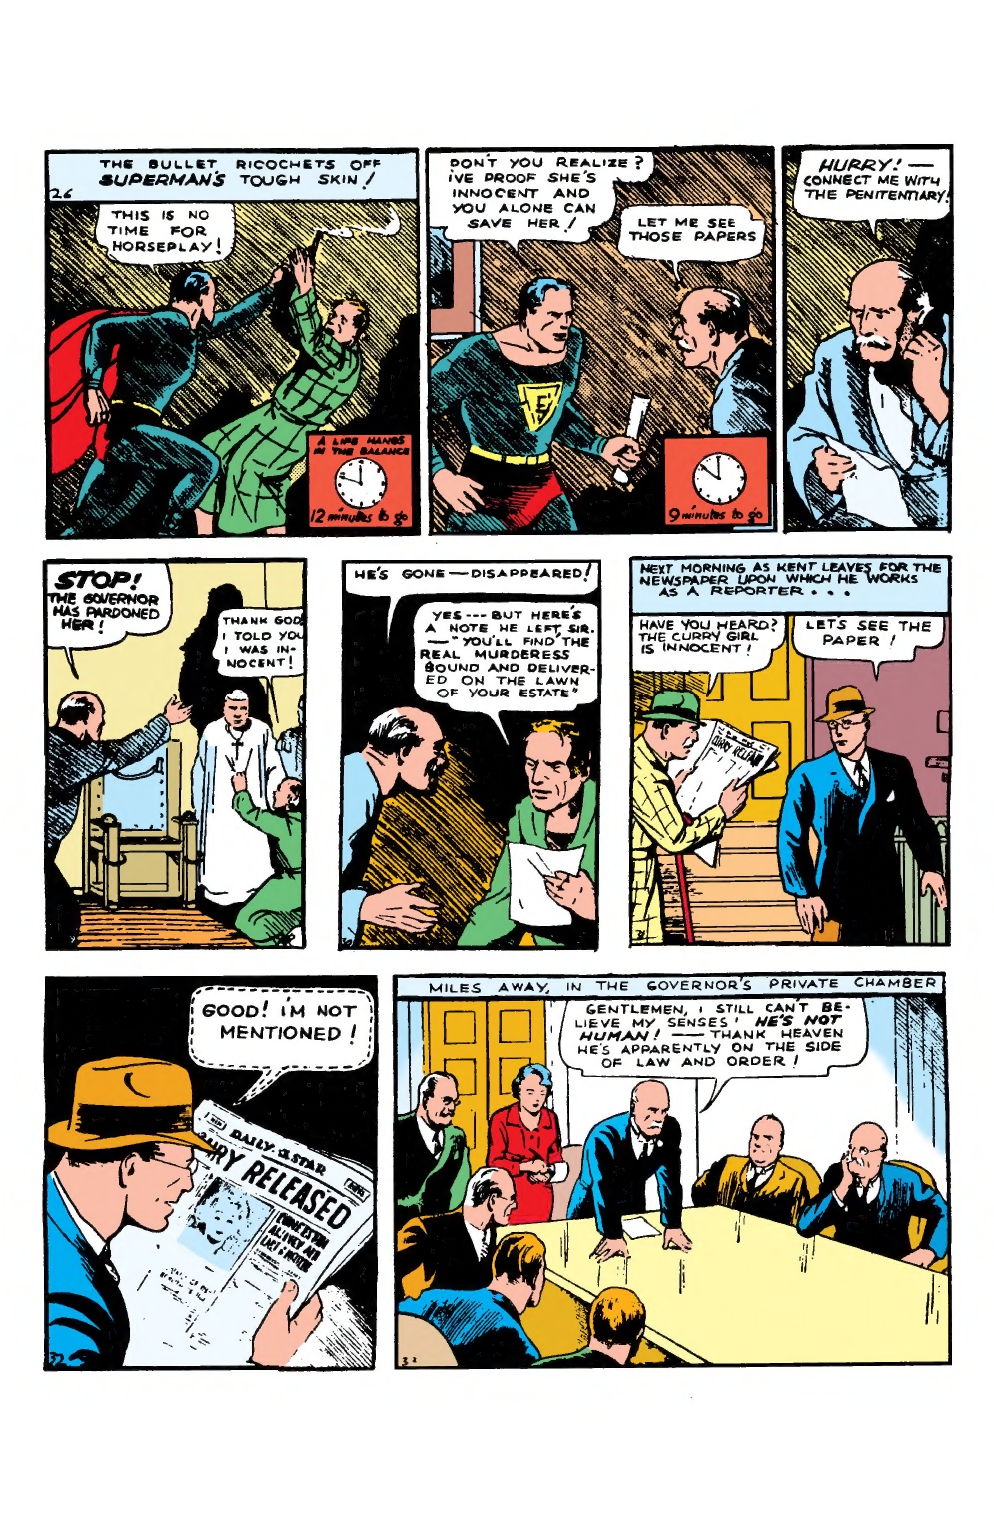 THE BULLET RICOCHETS OFF
SUPERMAN'S TOUGH SKIN!
26
THIS IS NO
TIME FOR
HORSEPLAY!
A LIFE HANGS
IN THE BALANCE
12 minutes to go
DON'T YOU REALIZE?
I'VE PROOF SHE'S
INNOCENT AND
YOU ALONE CAN
SAVE HER!
LET ME SEE
THOSE PAPERS
9 minutes to go
HURRY! —
CONNECT ME WITH
THE PENITENTIARY!
STOP!
THE GOVERNOR
HAS PARDONED
HER!
THANK GOD!
I TOLD YOU
I WAS IN-
NOCENT!
HE'S GONE — DISAPPEARED!
YES --- BUT HERE'S
A NOTE HE LEFT, SIR.
— "YOU'LL FIND THE
REAL MURDERESS
BOUND AND DELIVER-
ED ON THE LAWN
OF YOUR ESTATE"
NEXT MORNING AS KENT LEAVES FOR THE
NEWSPAPER UPON WHICH HE WORKS
AS A REPORTER . . .
HAVE YOU HEARD?
THE CURRY GIRL
IS INNOCENT!
LET'S SEE THE
PAPER!
GOOD! I'M NOT
MENTIONED!
DAILY STAR
CURRY RELEASED
32
MILES AWAY, IN THE GOVERNOR'S PRIVATE CHAMBER
GENTLEMEN, I STILL CAN'T BE-
LIEVE MY SENSES! HE'S NOT
HUMAN! — THANK HEAVEN
HE'S APPARENTLY ON THE SIDE
OF LAW AND ORDER!